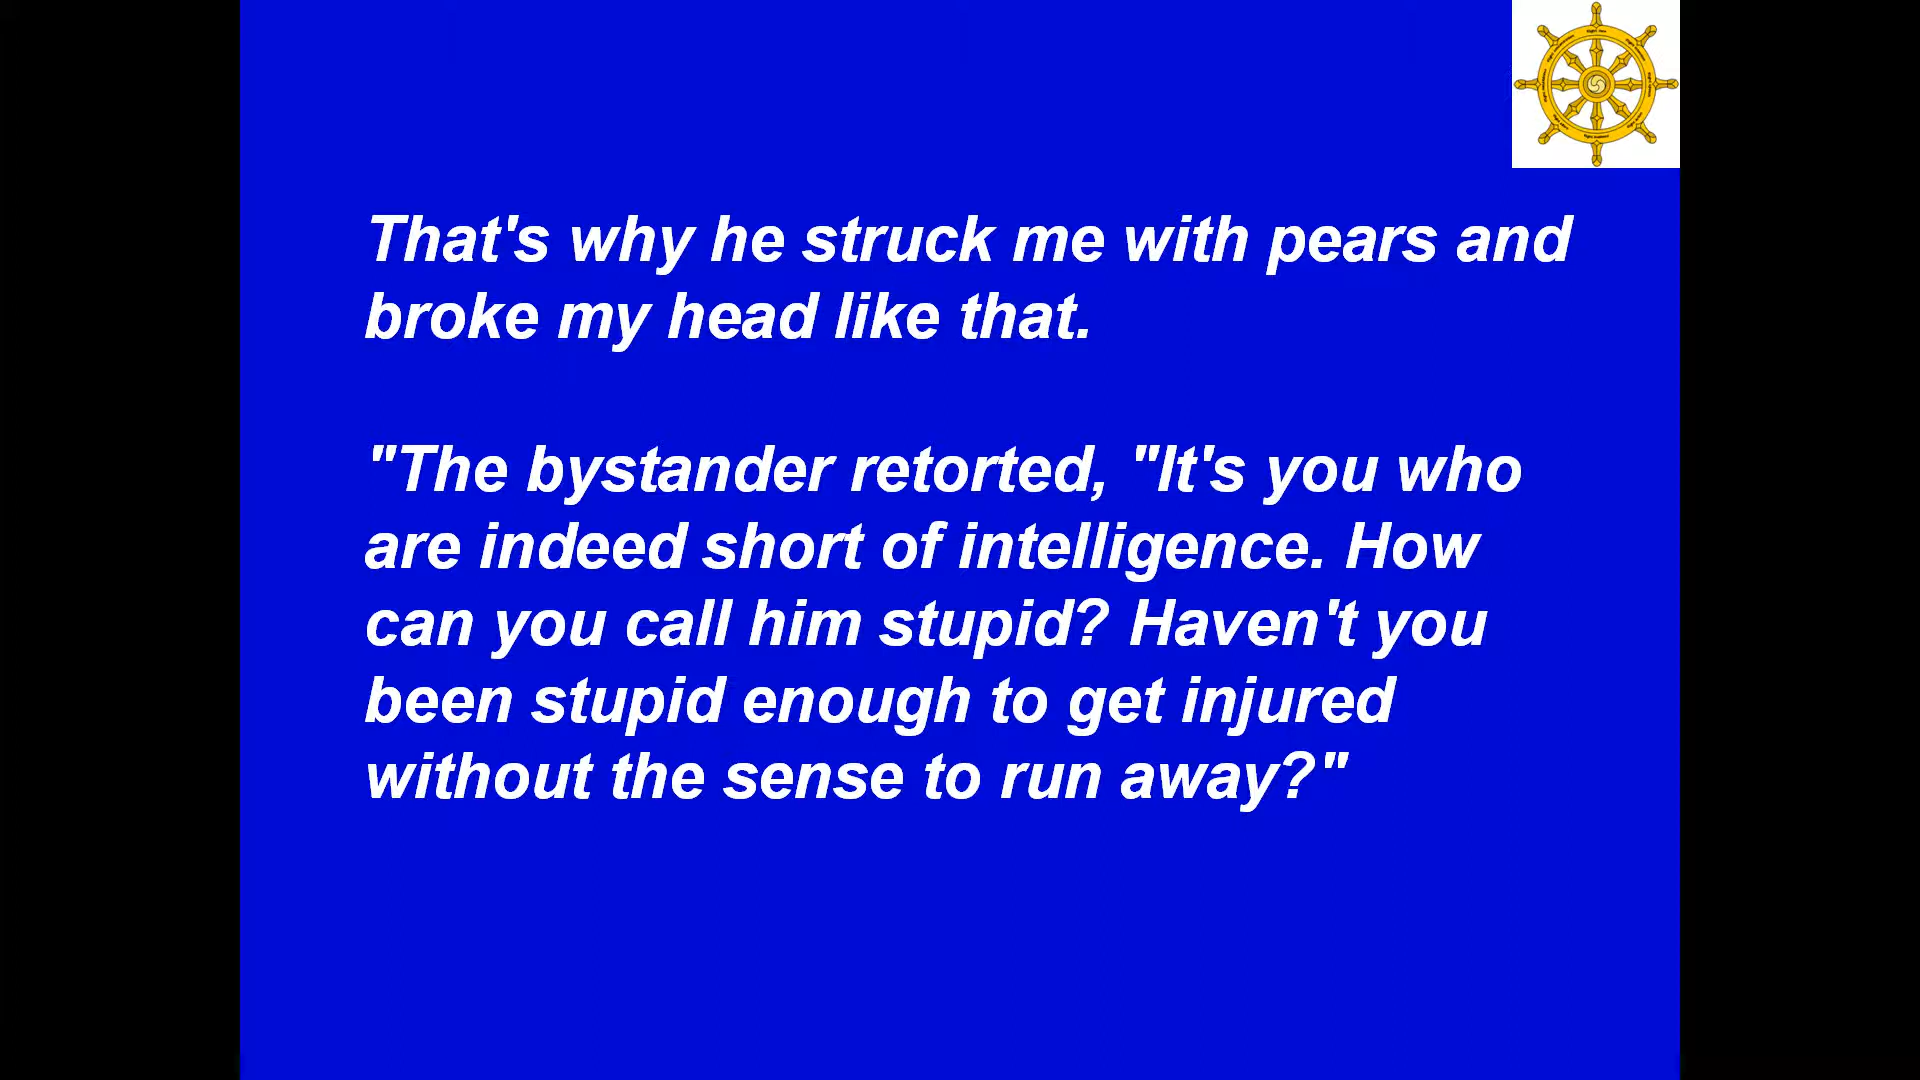 That's why he struck me with pears and
broke my head like that.
"The bystander retorted, "It's you who
are indeed short of intelligence. How
can you call him stupid? Haven't you
been stupid enough to get injured
without the sense to run away?"